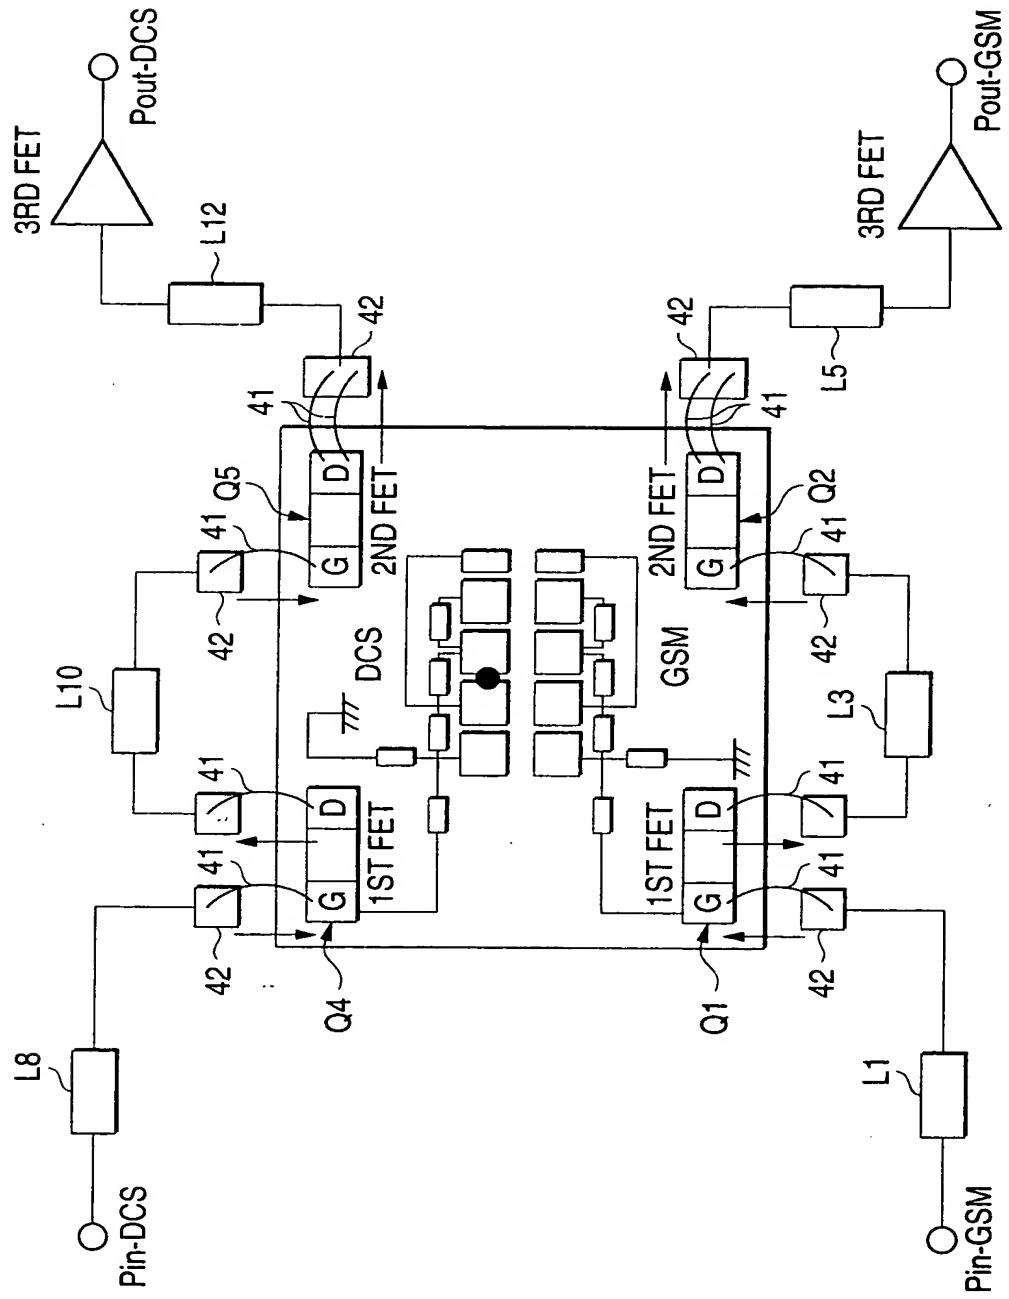 Pin-DCS
L8
42
Q4
G
D
1ST FET
41
41
L10
42
41
Q5
G
D
2ND FET
41
42
L12
3RD FET
Pout-DCS
DCS
GSM
Pin-GSM
L1
42
Q1
G
D
1ST FET
41
41
L3
42
41
Q2
G
D
2ND FET
41
42
L5
3RD FET
Pout-GSM